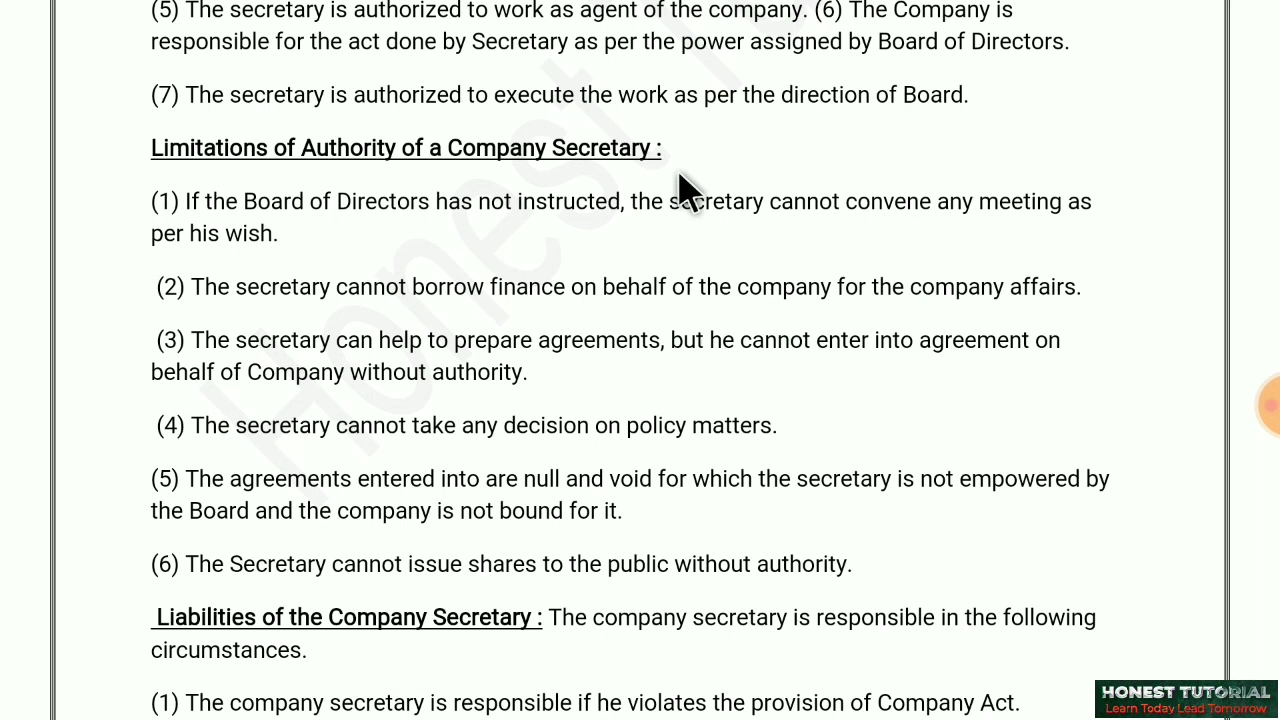 (5) The secretary is authorized to work as agent of the company. (6) The Company is
responsible for the act done by Secretary as per the power assigned by Board of Directors.
(7) The secretary is authorized to execute the work as per the direction of Board.
Limitations of Authority of a Company Secretary :
(1) If the Board of Directors has not instructed, the secretary cannot convene any meeting as
per his wish.
(2) The secretary cannot borrow finance on behalf of the company for the company affairs.
(3) The secretary can help to prepare agreements, but he cannot enter into agreement on
behalf of Company without authority.
(4) The secretary cannot take any decision on policy matters.
(5) The agreements entered into are null and void for which the secretary is not empowered by
the Board and the company is not bound for it.
(6) The Secretary cannot issue shares to the public without authority.
Liabilities of the Company Secretary : The company secretary is responsible in the following
circumstances.
(1) The company secretary is responsible if he violates the provision of Company Act.
Honest
HONEST TUTORIAL
Learn Today Lead Tomorrow